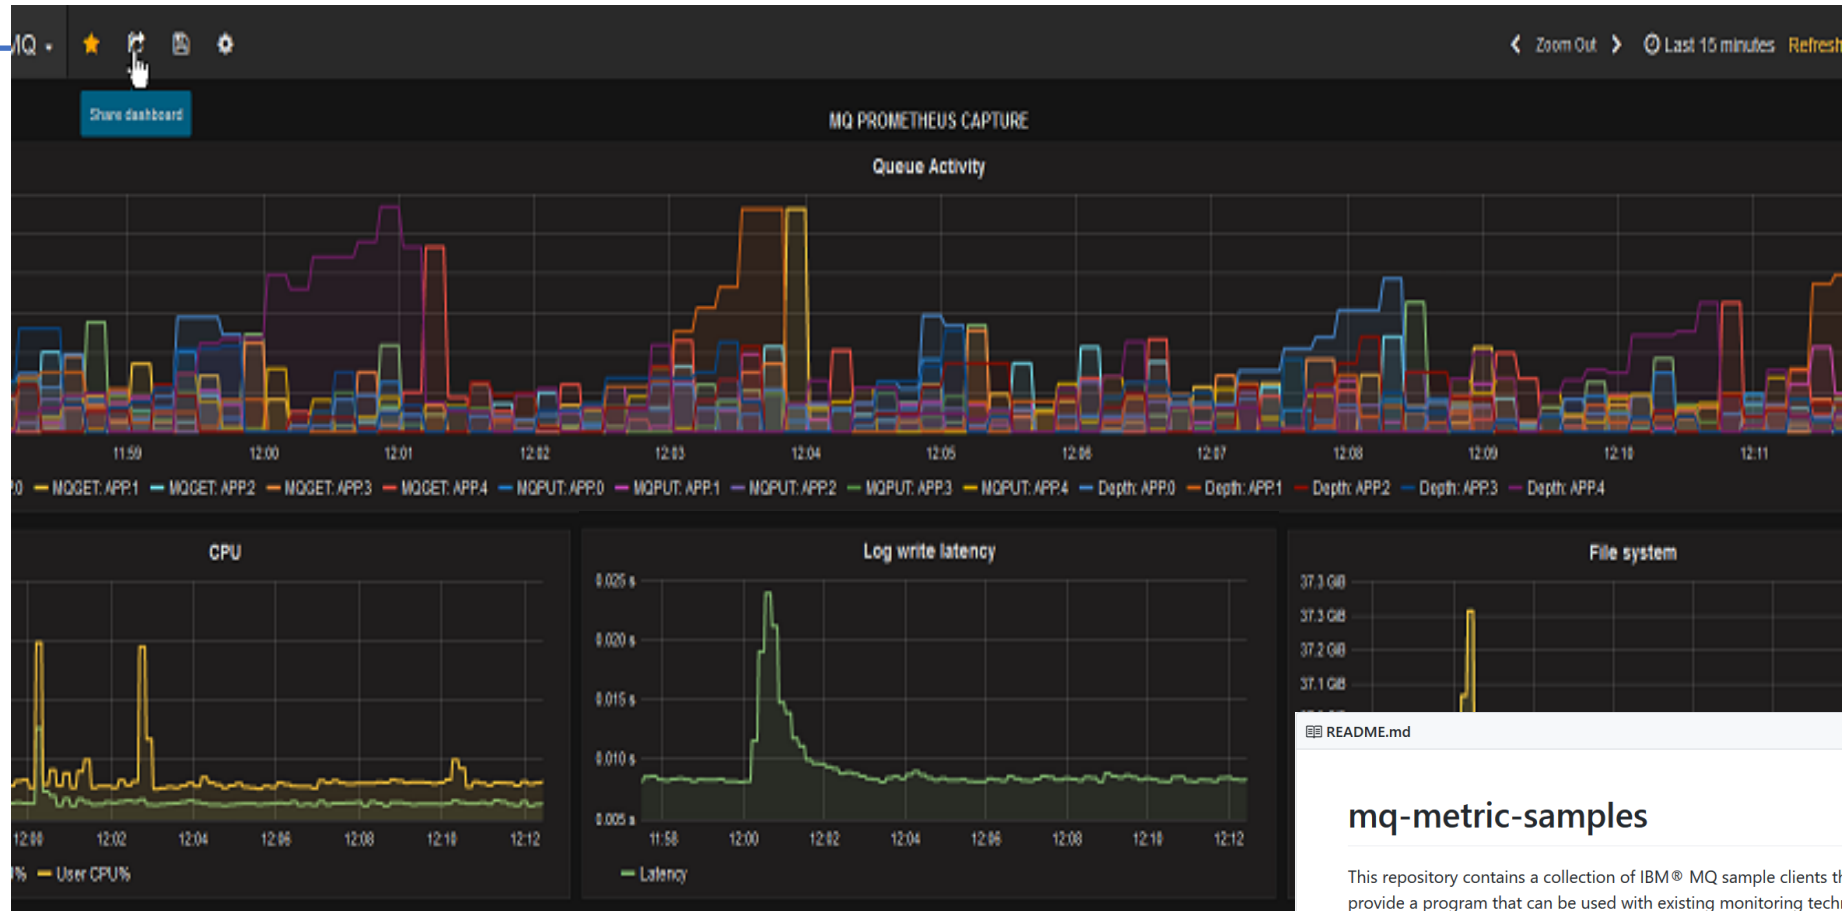 MQ
Zoom Out
Last 15 minutes
Refresh
Share dashboard
MQ PROMETHEUS CAPTURE
Queue Activity
11:59 12:00 12:01 12:02 12:03 12:04 12:05 12:06 12:07 12:08 12:09 12:10 12:11
MQGET: APP.1 MQGET: APP.2 MQGET: APP.3 MQGET: APP.4 MQPUT: APP.0 MQPUT: APP.1 MQPUT: APP.2 MQPUT: APP.3 MQPUT: APP.4 Depth: APP.0 Depth: APP.1 Depth: APP.2 Depth: APP.3 Depth: APP.4
CPU
12:00 12:02 12:04 12:06 12:08 12:10 12:12
User CPU%
Log write latency
0.025 s
0.020 s
0.015 s
0.010 s
0.005 s
11:58 12:00 12:02 12:04 12:06 12:08 12:10 12:12
Latency
File system
37.3 GiB
37.3 GiB
37.2 GiB
37.1 GiB
README.md
mq-metric-samples
This repository contains a collection of IBM® MQ sample clients
provide a program that can be used with existing monitoring